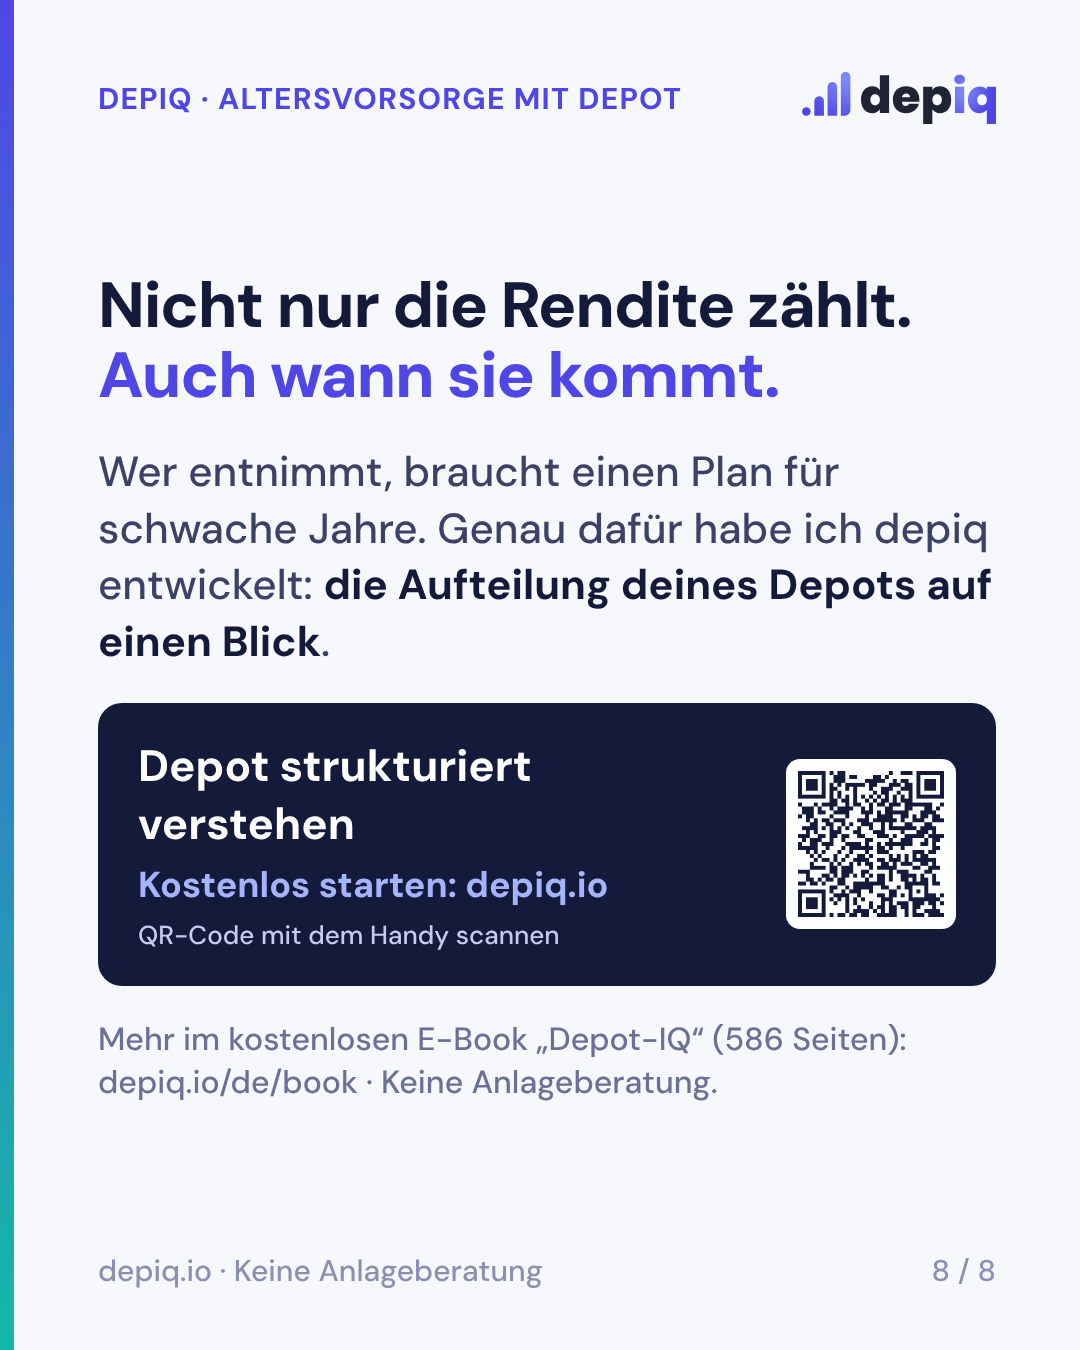 DEPIQ · ALTERSVORSORGE MIT DEPOT
depiq
Nicht nur die Rendite zählt.
Auch wann sie kommt.
Wer entnimmt, braucht einen Plan für
schwache Jahre. Genau dafür habe ich depiq
entwickelt: die Aufteilung deines Depots auf
einen Blick.
Depot strukturiert
verstehen
Kostenlos starten: depiq.io
QR-Code mit dem Handy scannen
Mehr im kostenlosen E-Book „Depot-IQ“ (586 Seiten):
depiq.io/de/book · Keine Anlageberatung.
depiq.io · Keine Anlageberatung
8 / 8